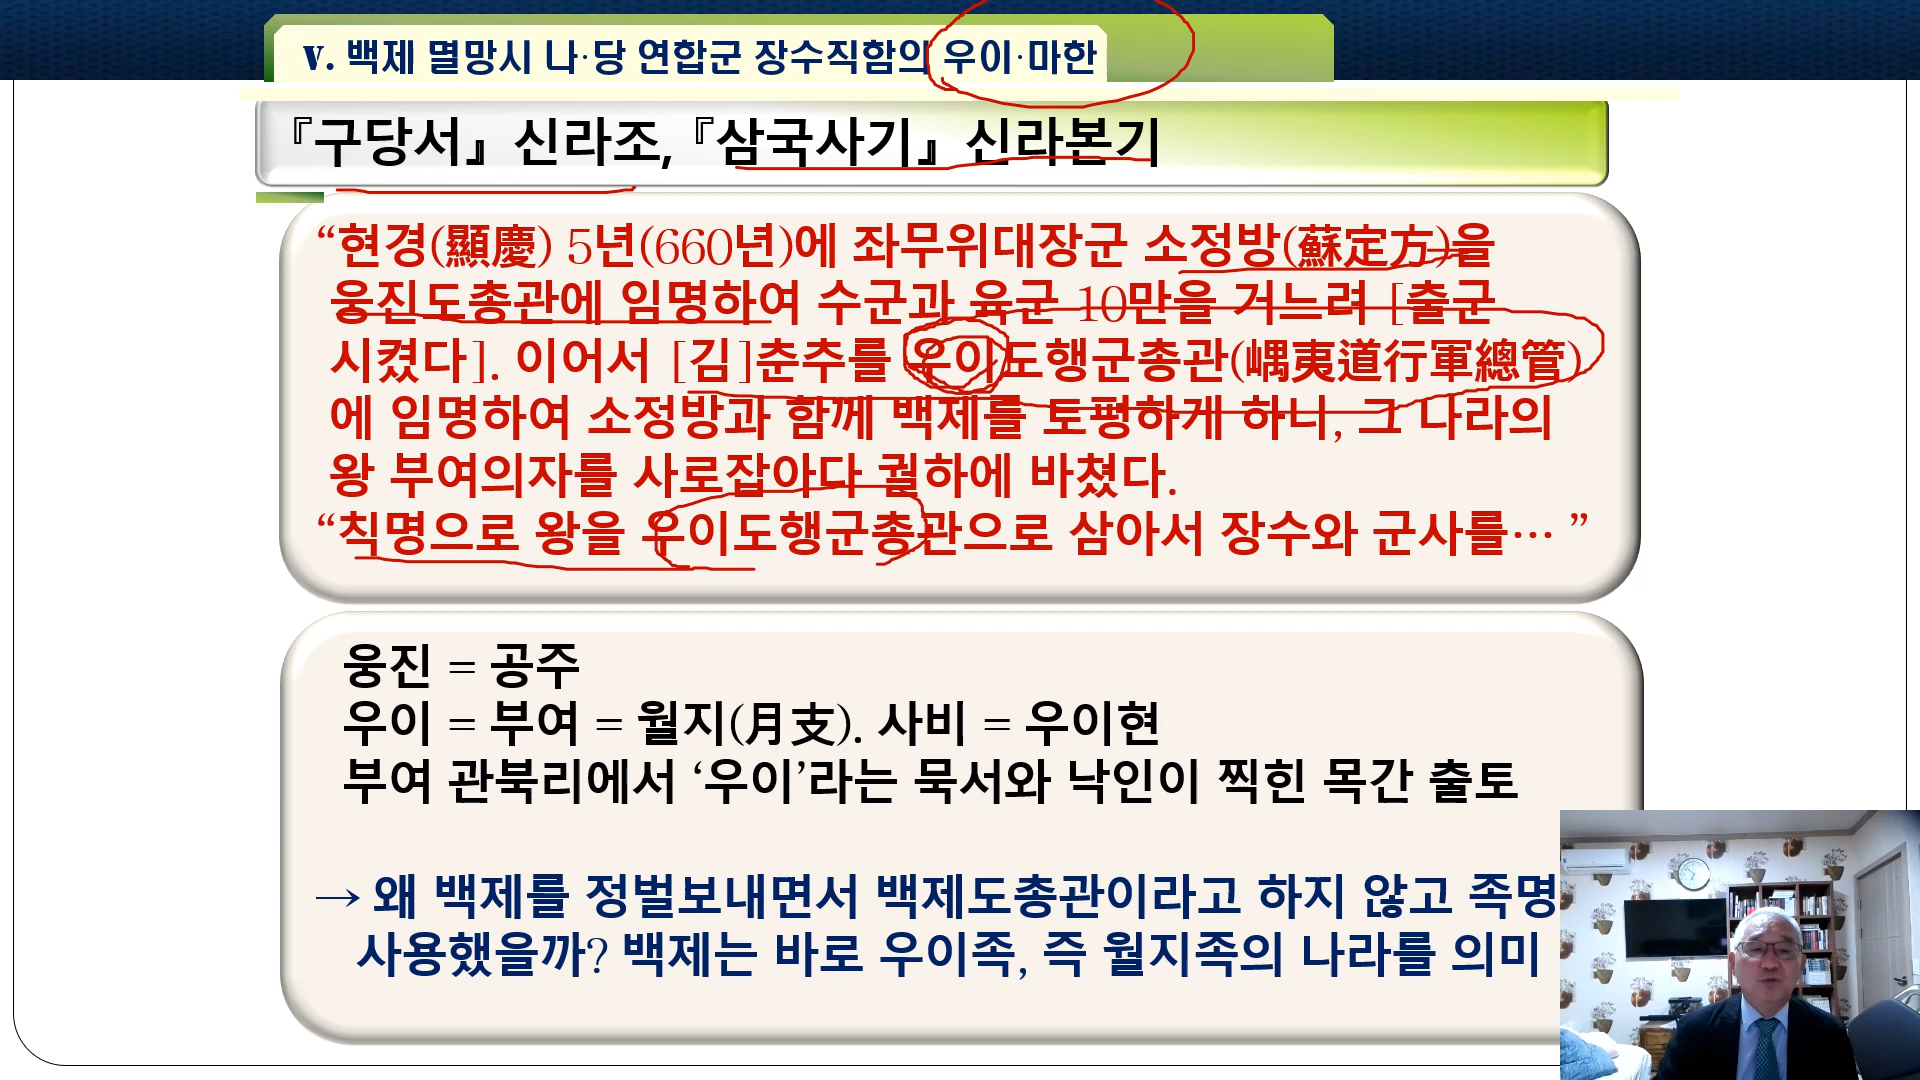 v. 백제 멸망시 나·당 연합군 장수직함의 우이·마한
『구당서』 신라조, 『삼국사기』 신라본기
“현경(顯慶) 5년(660년)에 좌무위대장군 소정방(蘇定方)을
웅진도총관에 임명하여 수군과 육군 10만을 거느려 [출군
시켰다]. 이어서 [김]춘추를 우이도행군총관(嵎夷道行軍總管)
에 임명하여 소정방과 함께 백제를 토평하게 하니, 그 나라의
왕 부여의자를 사로잡아다 궐하에 바쳤다.
“칙명으로 왕을 우이도행군총관으로 삼아서 장수와 군사를… ”
웅진 = 공주
우이 = 부여 = 월지(月支). 사비 = 우이현
부여 관북리에서 ‘우이’라는 묵서와 낙인이 찍힌 목간 출토
→ 왜 백제를 정벌보내면서 백제도총관이라고 하지 않고 족명
사용했을까? 백제는 바로 우이족, 즉 월지족의 나라를 의미